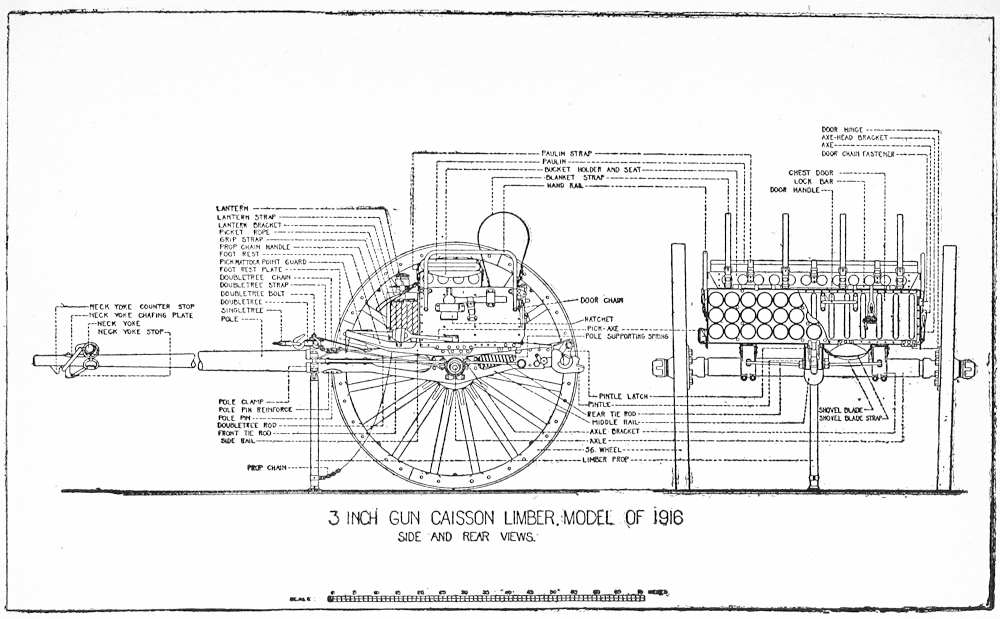 DOOR HINGE
AXE-HEAD BRACKET
AXE
DOOR CHAIN FASTENER
PAULIN STRAP
PAULIN
BUCKET HOLDER AND SEAT
BLANKET STRAP
HAND RAIL
CHEST DOOR
LOCK BAR
DOOR HANDLE
LANTERN
LANTERN STRAP
LANTERN BRACKET
PICKET ROPE
GRIP STRAP
PROP CHAIN HANDLE
FOOT REST
PICK MATTOCK POINT GUARD
FOOT REST PLATE
DOUBLETREE CHAIN
DOUBLETREE STRAP
DOUBLETREE BOLT
DOUBLETREE
SINGLETREE
POLE
NECK YOKE COUNTER STOP
NECK YOKE CHAFING PLATE
NECK YOKE
NECK YOKE STOP
DOOR CHAIN
HATCHET
PICK-AXE
POLE SUPPORTING SPRING
POLE CLAMP
POLE PIN REINFORCE
POLE PIN
DOUBLETREE ROD
FRONT TIE ROD
SIDE RAIL
PROP CHAIN
PINTLE LATCH
PINTLE
REAR TIE ROD
MIDDLE RAIL
AXLE BRACKET
AXLE
56 WHEEL
LIMBER PROP
SHOVEL BLADE
SHOVEL BLADE STRAP
3 INCH GUN CAISSON LIMBER, MODEL OF 1916
SIDE AND REAR VIEWS.
SCALE